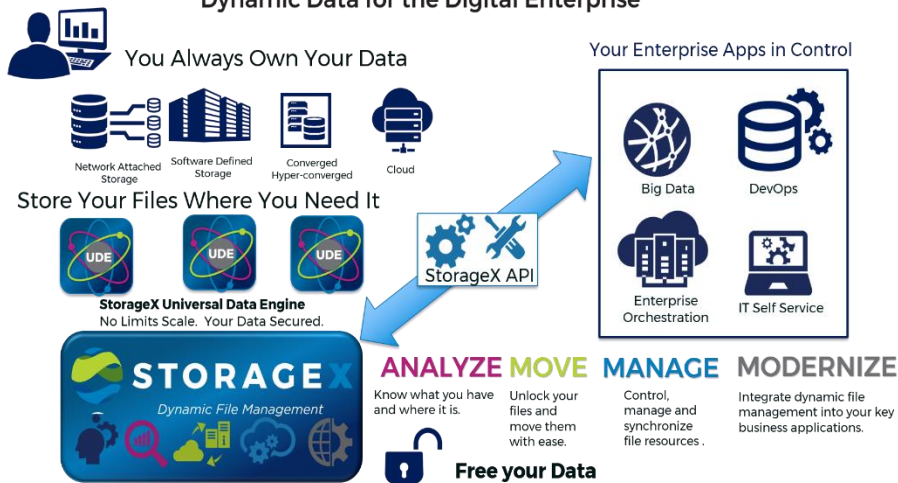 Dynamic Data for the Digital Enterprise
You Always Own Your Data
Network Attached
Storage
Software Defined
Storage
Converged
Hyper-converged
Cloud
Store Your Files Where You Need It
UDE
UDE
UDE
StorageX Universal Data Engine
No Limits Scale. Your Data Secured.
STORAGEX
Dynamic File Management
StorageX API
Your Enterprise Apps in Control
Big Data
DevOps
Enterprise
Orchestration
IT Self Service
ANALYZE
Know what you have
and where it is.
MOVE
Unlock your
files and
move them
with ease.
MANAGE
Control,
manage and
synchronize
file resources .
MODERNIZE
Integrate dynamic file
management into your key
business applications.
Free your Data